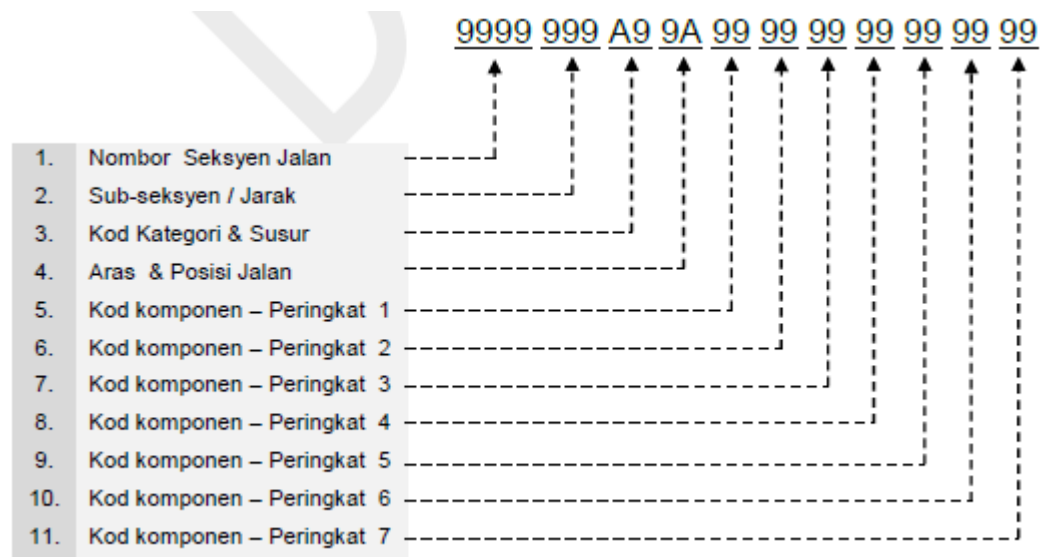 9999 999 A9 9A 99 99 99 99 99 99 99
1. Nombor Seksyen Jalan
2. Sub-seksyen / Jarak
3. Kod Kategori & Susur
4. Aras & Posisi Jalan
5. Kod komponen – Peringkat 1
6. Kod komponen – Peringkat 2
7. Kod komponen – Peringkat 3
8. Kod komponen – Peringkat 4
9. Kod komponen – Peringkat 5
10. Kod komponen – Peringkat 6
11. Kod komponen – Peringkat 7